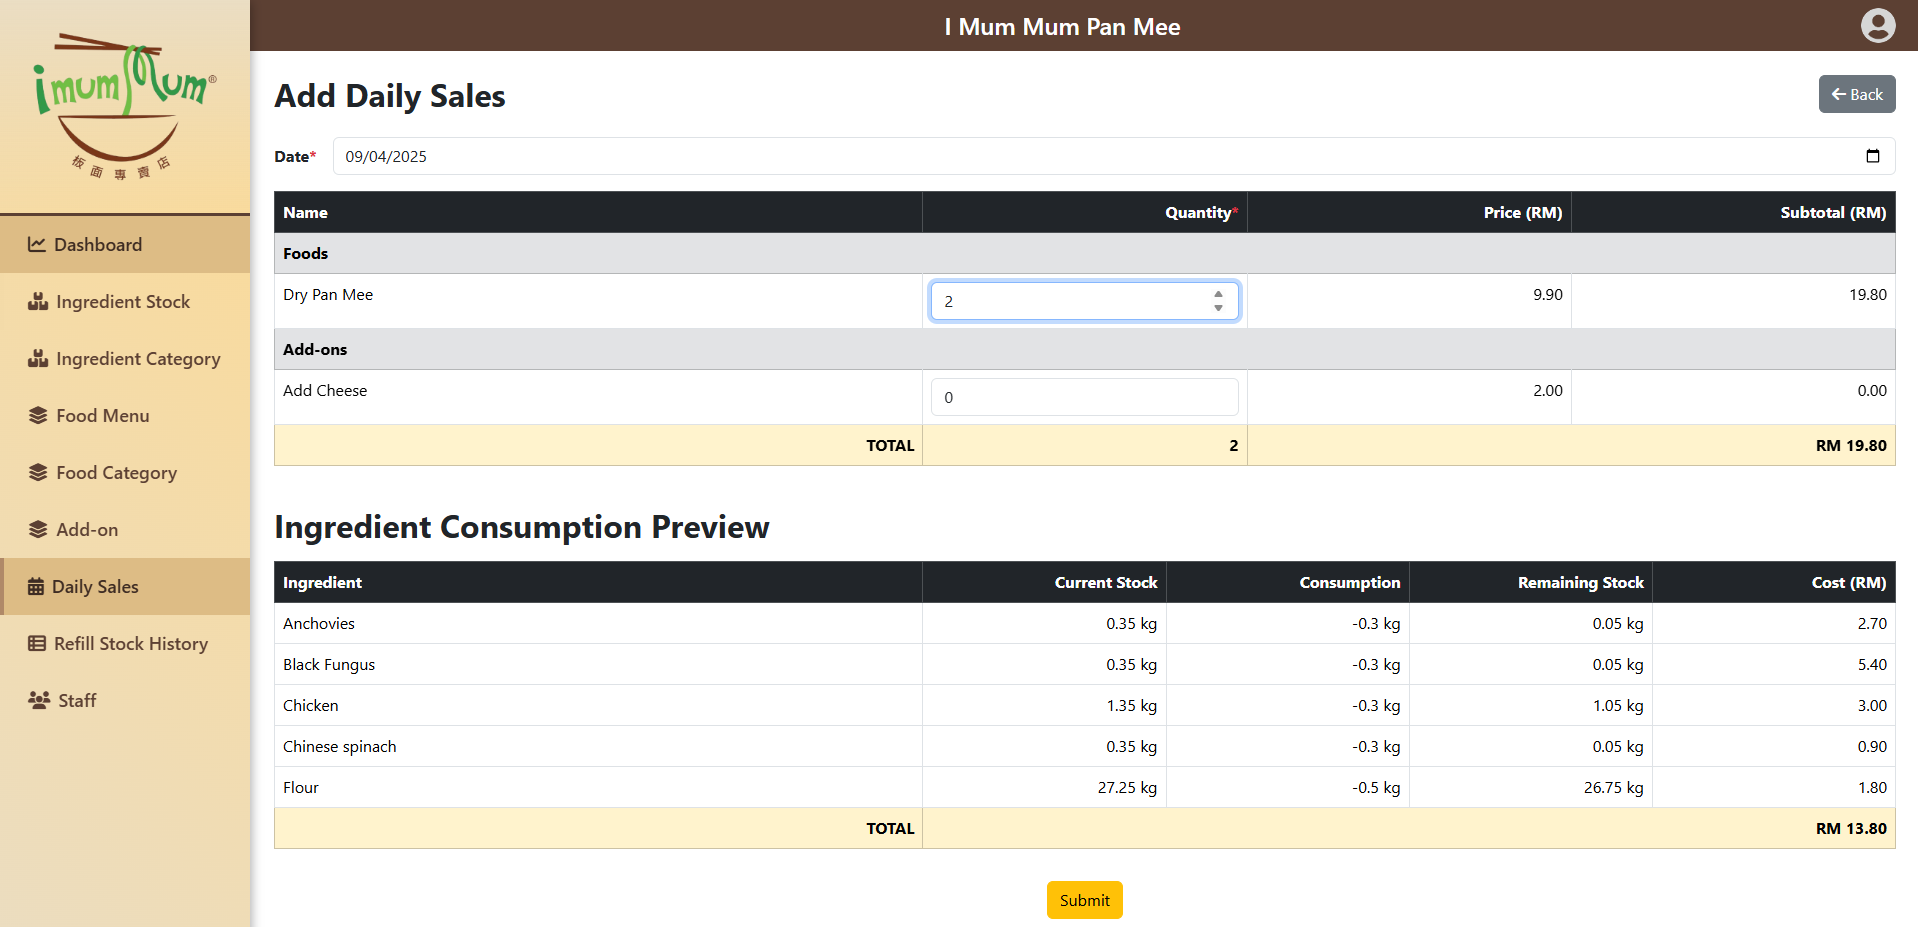 I Mum Mum Pan Mee
imum Mum®
板面專賣店
Dashboard
Ingredient Stock
Ingredient Category
Food Menu
Food Category
Add-on
Daily Sales
Refill Stock History
Staff
Add Daily Sales
Back
Date* 09/04/2025
Name Quantity* Price (RM) Subtotal (RM)
Foods
Dry Pan Mee 2 9.90 19.80
Add-ons
Add Cheese 0 2.00 0.00
TOTAL 2 RM 19.80
Ingredient Consumption Preview
Ingredient Current Stock Consumption Remaining Stock Cost (RM)
Anchovies 0.35 kg -0.3 kg 0.05 kg 2.70
Black Fungus 0.35 kg -0.3 kg 0.05 kg 5.40
Chicken 1.35 kg -0.3 kg 1.05 kg 3.00
Chinese spinach 0.35 kg -0.3 kg 0.05 kg 0.90
Flour 27.25 kg -0.5 kg 26.75 kg 1.80
TOTAL RM 13.80
Submit